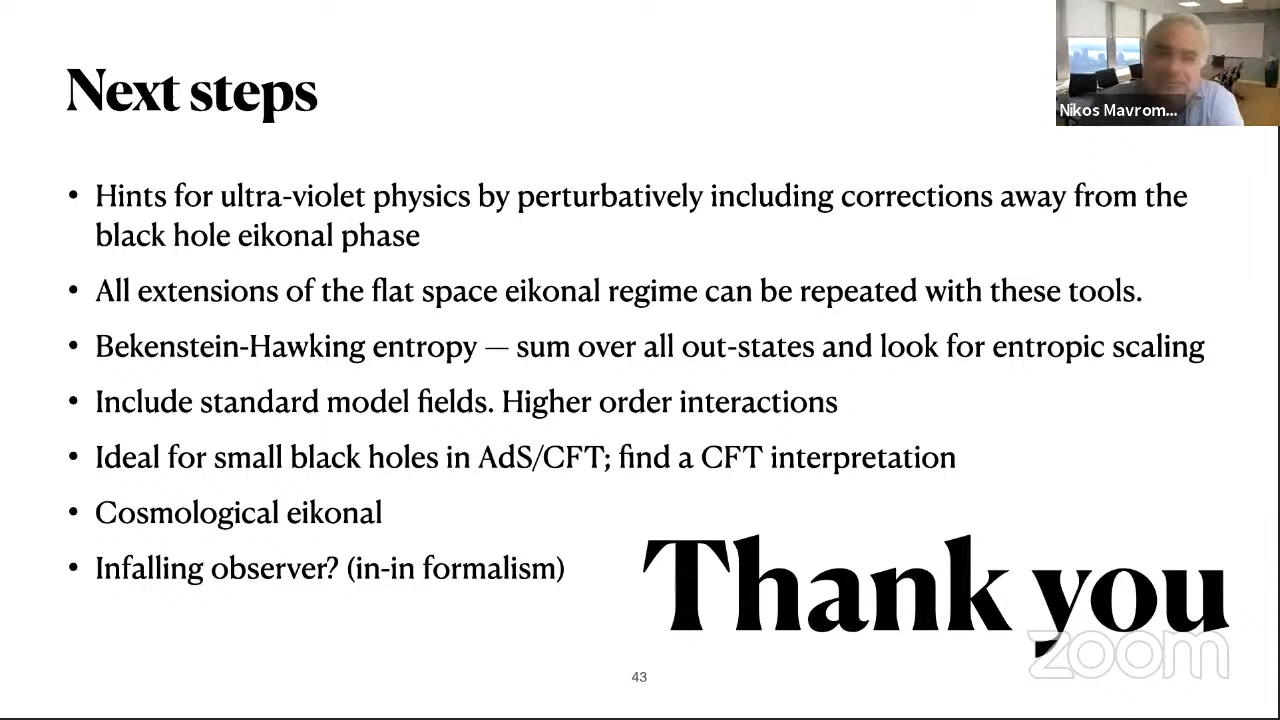 Next steps
Nikos Mavrom...
• Hints for ultra-violet physics by perturbatively including corrections away from the
black hole eikonal phase
• All extensions of the flat space eikonal regime can be repeated with these tools.
• Bekenstein-Hawking entropy — sum over all out-states and look for entropic scaling
• Include standard model fields. Higher order interactions
• Ideal for small black holes in AdS/CFT; find a CFT interpretation
• Cosmological eikonal
• Infalling observer? (in-in formalism)
Thank you
zoom
43